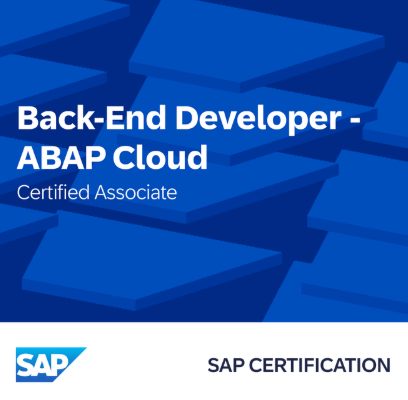 Back-End Developer -
ABAP Cloud
Certified Associate
SAP
SAP CERTIFICATION